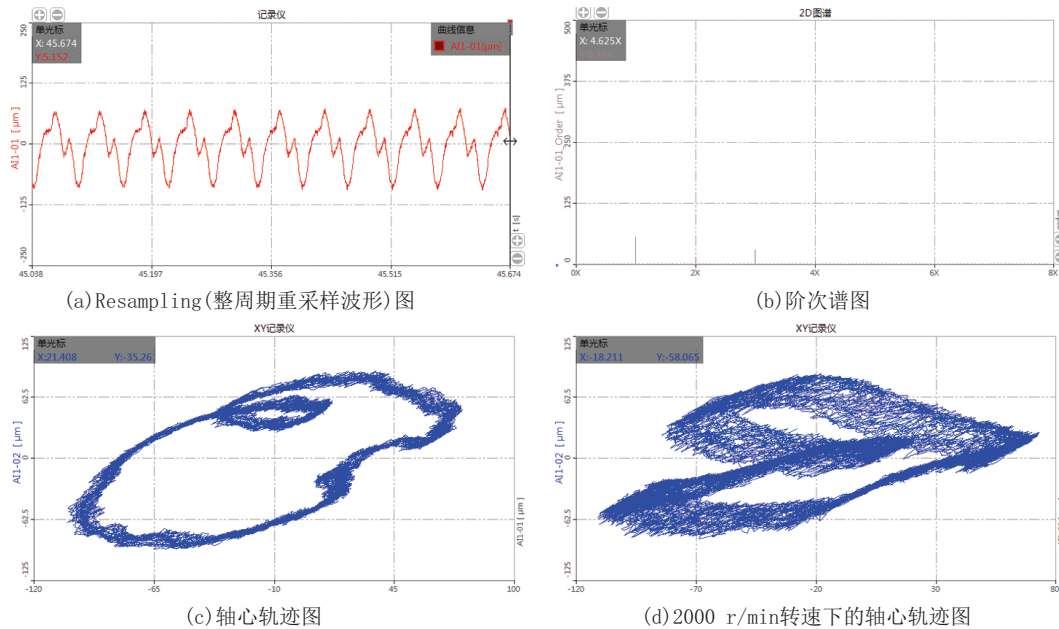 记录仪
单光标
X: 45.674
Y:5.152
曲线信息
AI1-01[μm]
AI1-01 [ μm ]
250
125
0
-125
-250
t [s]
45.038
45.197
45.356
45.515
45.674
(a)Resampling(整周期重采样波形)图
2D图谱
单光标
X: 4.625X
AI1-01_Order [ μm ]
500
375
250
125
0
0X
2X
4X
6X
8X
(b)阶次谱图
XY记录仪
单光标
X:21.408 Y:-35.26
AI1-02 [ μm ]
125
62.5
0
-62.5
-125
AI1-01 [ μm ]
-120
-65
-10
45
100
(c)轴心轨迹图
XY记录仪
单光标
X:-18.211 Y:-58.065
AI1-02 [ μm ]
125
62.5
0
-62.5
-125
-120
-70
-20
30
80
(d)2000 r/min转速下的轴心轨迹图